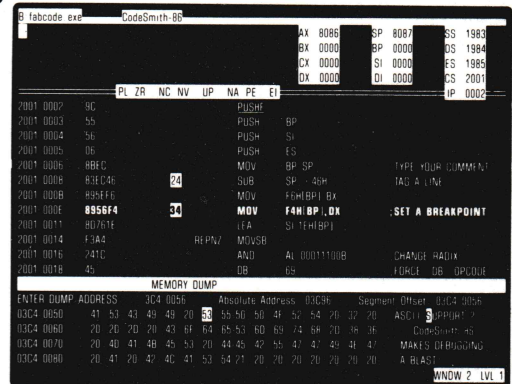 B fabcode exe CodeSmith-86
AX 8086 SP 8087 SS 1983
BX 0000 BP 0000 DS 1984
CX 0000 SI 0000 ES 1985
DX 0000 DI 0000 CS 2001
IP 0002
PL ZR NC NV UP NA PE EI
2001 0002 9C PUSHF
2001 0003 55 PUSH BP
2001 0004 56 PUSH SI
2001 0005 06 PUSH ES
2001 0006 8BEC MOV BP SP TYPE YOUR COMMENT
2001 0008 83EC46 24 SUB SP 46H TAG A LINE
2001 000B 895EF6 MOV F6H[BP] BX
2001 000E 8956F4 34 MOV F4H[BP],DX ;SET A BREAKPOINT
2001 0011 8D761E LEA SI 1EH[BP]
2001 0014 F3A4 REPNZ MOVSB
2001 0016 241C AND AL 00011100B CHANGE RADIX
2001 0018 45 DB 69 FORCE DB OPCODE
MEMORY DUMP
ENTER DUMP ADDRESS 3C4 0056 Absolute Address 03C96 Segment Offset 03C4 0056
03C4 0050 41 53 43 49 49 20 53 55 50 50 4F 52 54 20 32 20 ASCII SUPPORT 2
03C4 0060 20 20 20 20 43 6F 64 65 53 6D 69 74 68 2D 38 36 CodeSmith-86
03C4 0070 20 4D 41 4B 45 53 20 44 45 42 55 47 47 49 4E 47 MAKES DEBUGGING
03C4 0080 20 41 20 42 4C 41 53 54 21 20 20 20 20 20 20 20 A BLAST
WNDW 2 LVL 1